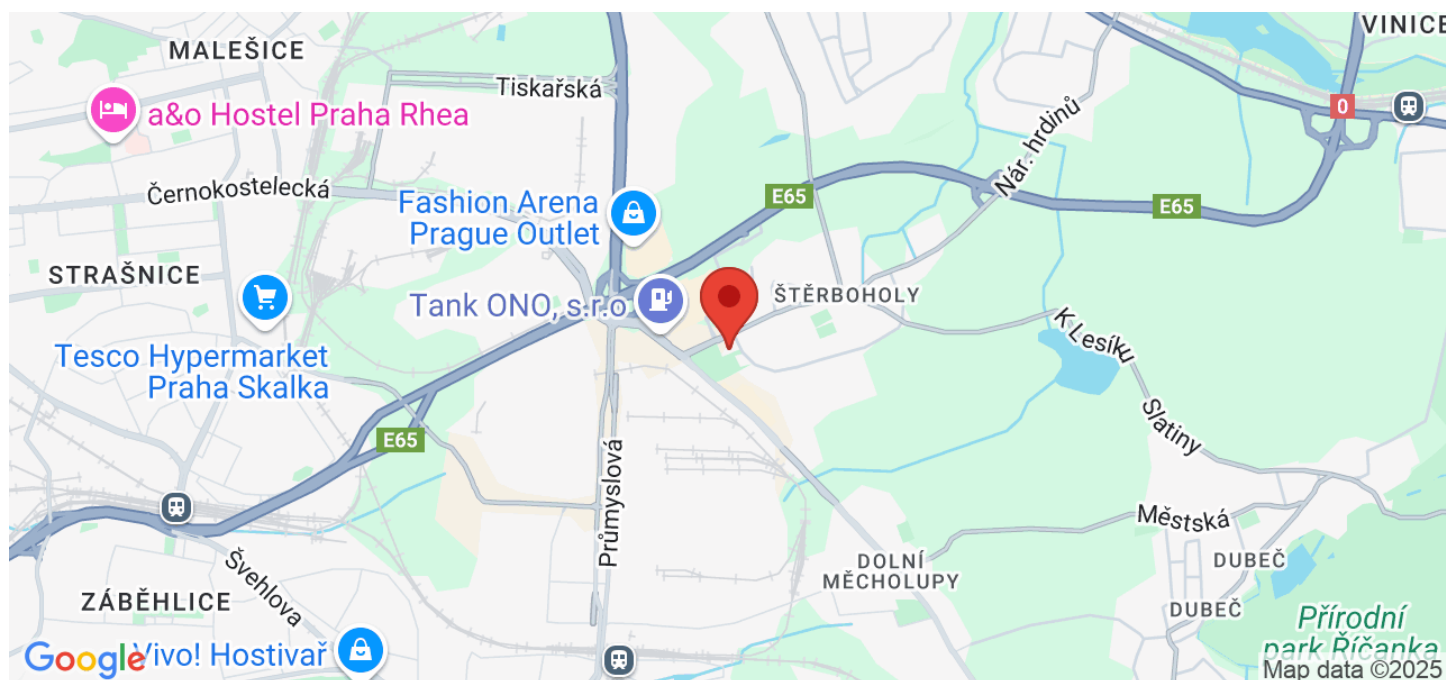 VINICE
MALEŠICE
Tiskařská
a&o Hostel Praha Rhea
0
Nár. hrdinů
Černokostelecká
Fashion Arena
Prague Outlet
E65
E65
STRAŠNICE
Tank ONO, s.r.o
ŠTĚRBOHOLY
K Lesíku
Tesco Hypermarket
Praha Skalka
Slatiny
E65
Průmyslová
Městská
DOLNÍ
MĚCHOLUPY
DUBEČ
Švehlova
ZÁBĚHLICE
DUBEČ
Přírodní
park Říčanka
Google
Vivo! Hostivař
Map data ©2025